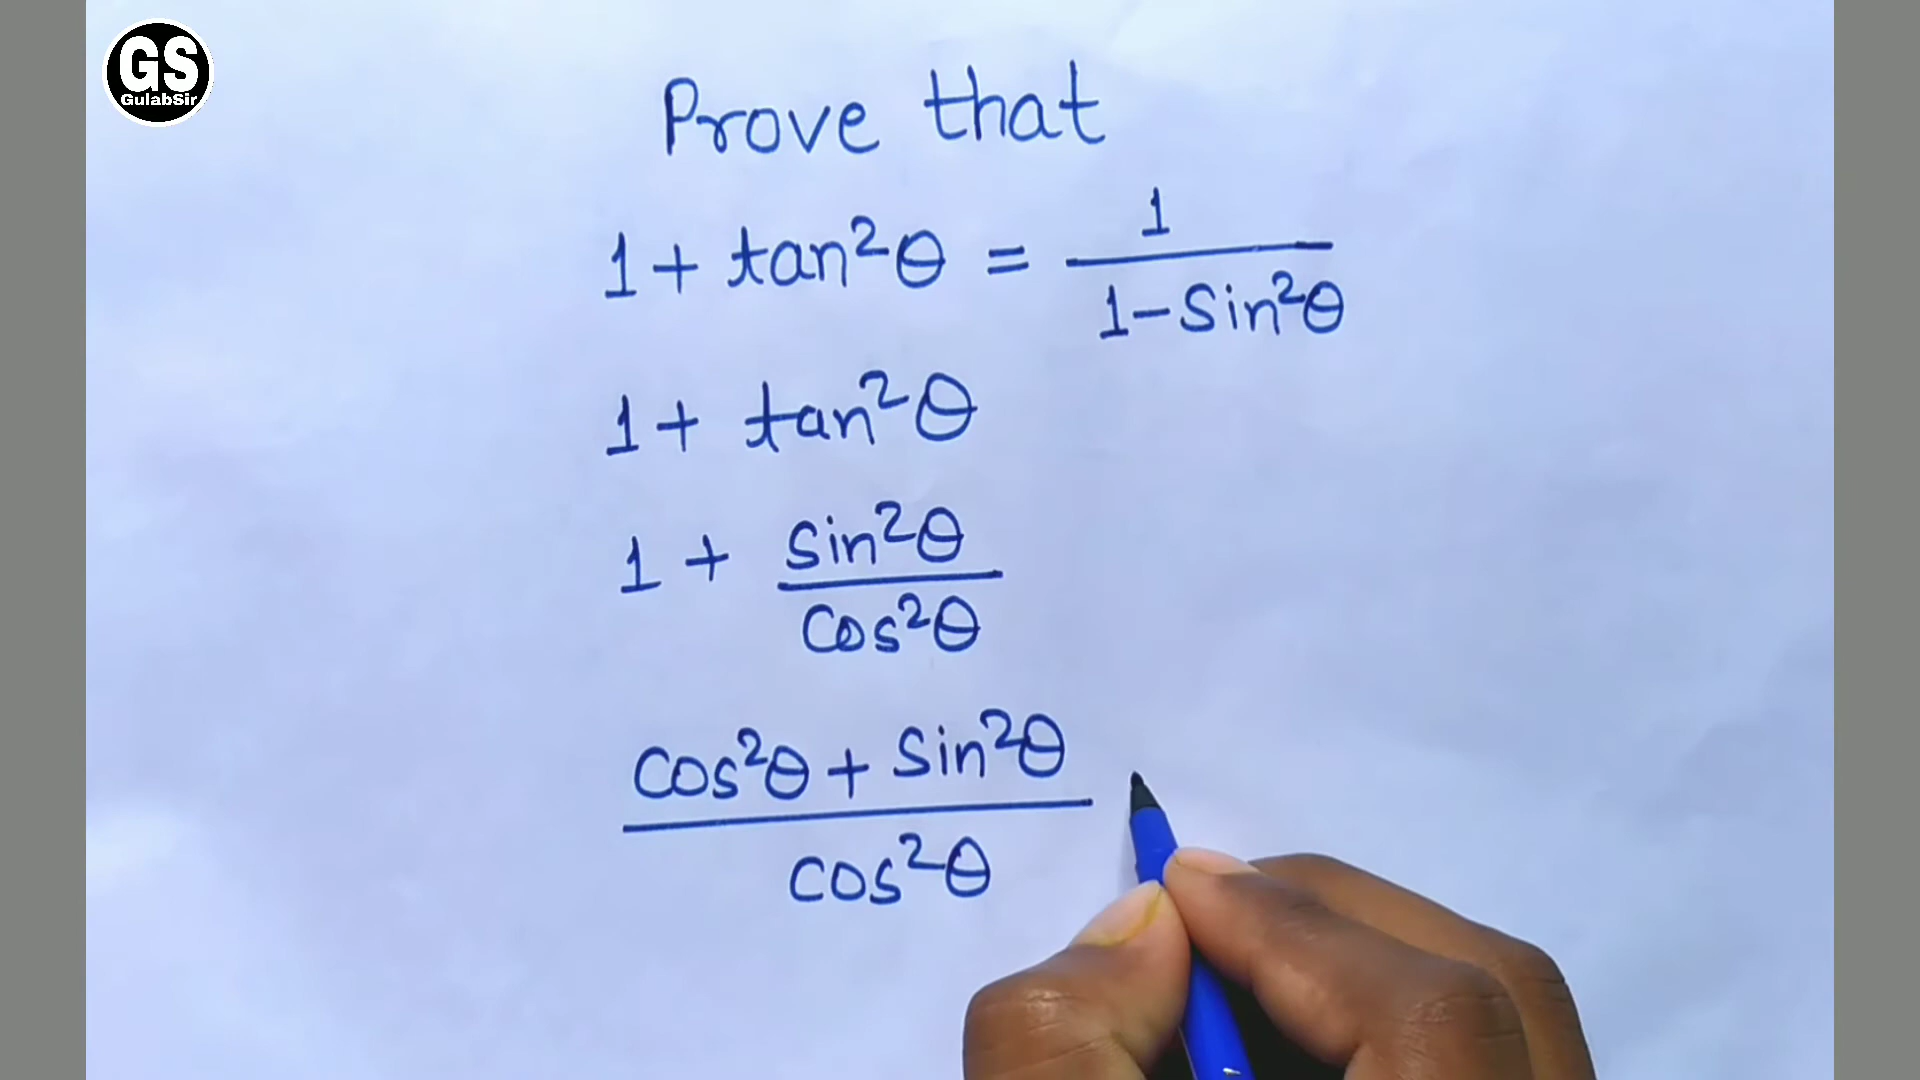 GS
GulabSir
Prove that
1 + tan²θ = 1 / (1 - Sin²θ)
1 + tan²θ
1 + Sin²θ / Cos²θ
(Cos²θ + Sin²θ) / Cos²θ